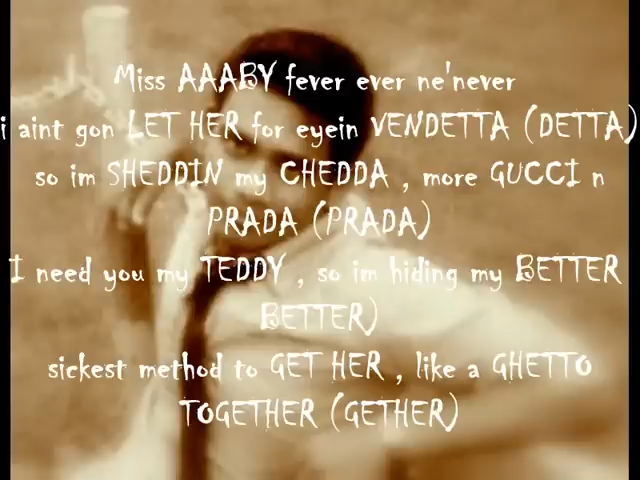 Miss AAABY fever ever ne'never
i aint gon LET HER for eyein VENDETTA (DETTA)
so im SHEDDIN my CHEDDA , more GUCCI n
PRADA (PRADA)
I need you my TEDDY , so im hiding my BETTER
BETTER)
sickest method to GET HER , like a GHETTO
TOGETHER (GETHER)